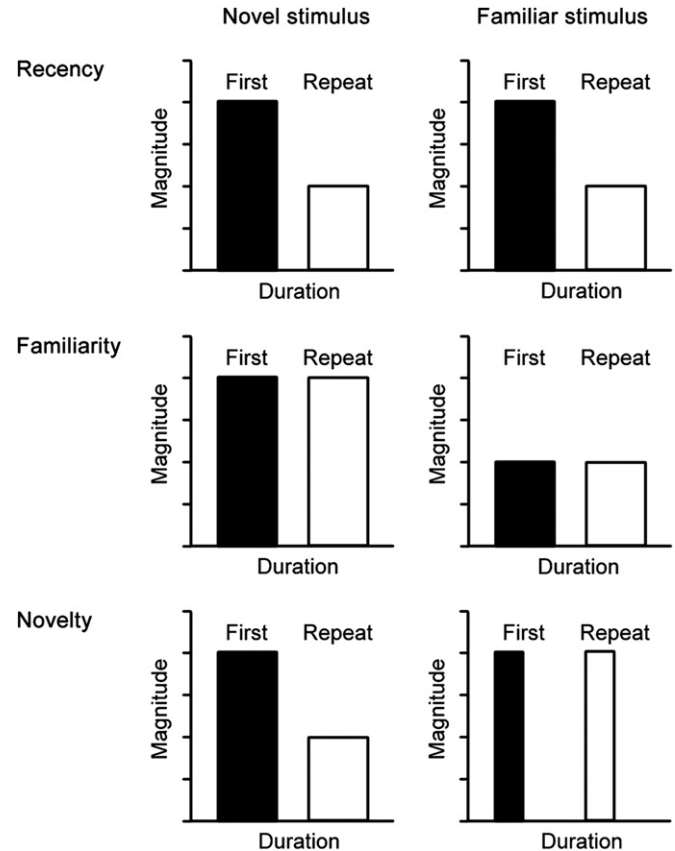 Novel stimulus
Familiar stimulus
Recency
First
Repeat
Magnitude
Duration
First
Repeat
Magnitude
Duration
Familiarity
First
Repeat
Magnitude
Duration
First
Repeat
Magnitude
Duration
Novelty
First
Repeat
Magnitude
Duration
First
Repeat
Magnitude
Duration